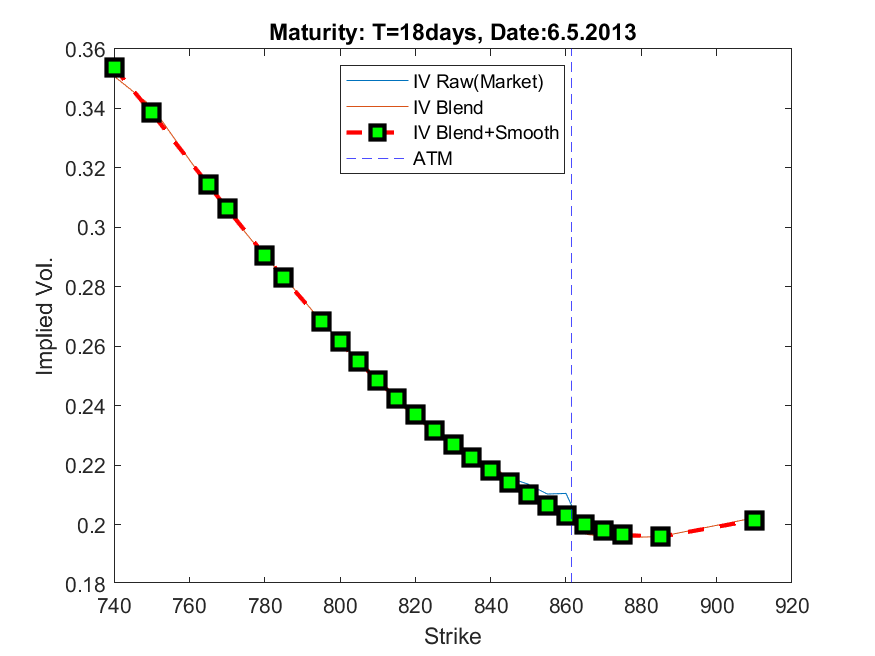 Maturity: T=18days, Date:6.5.2013
0.36
0.34
0.32
0.3
0.28
0.26
0.24
0.22
0.2
0.18
Implied Vol.
IV Raw(Market)
IV Blend
IV Blend+Smooth
ATM
740 760 780 800 820 840 860 880 900 920
Strike